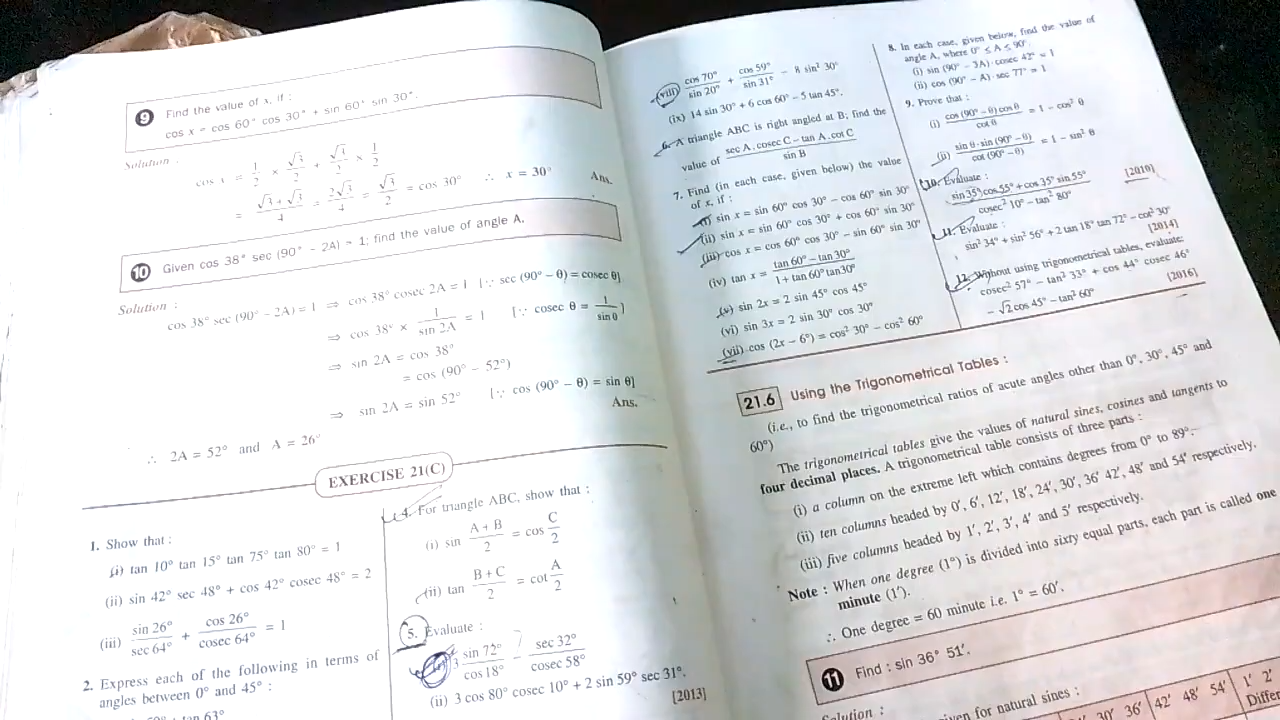 9 Find the value of x, if :
cos x = cos 60° cos 30° + sin 60° sin 30°.
Solution :
cos x = 1/2 × √3/2 + √3/2 × 1/2
= (√3 + √3)/4 = 2√3/4 = √3/2 = cos 30° ∴ x = 30° Ans.
10 Given cos 38° sec (90° − 2A) = 1; find the value of angle A.
Solution :
cos 38° sec (90° − 2A) = 1 ⇒ cos 38° cosec 2A = 1 [∵ sec (90° − θ) = cosec θ]
⇒ cos 38° × 1/sin 2A = 1 [∵ cosec θ = 1/sin θ]
⇒ sin 2A = cos 38°
= cos (90° − 52°)
⇒ sin 2A = sin 52° [∵ cos (90° − θ) = sin θ]
∴ 2A = 52° and A = 26° Ans.
EXERCISE 21(C)
1. Show that :
(i) tan 10° tan 15° tan 75° tan 80° = 1
(ii) sin 42° sec 48° + cos 42° cosec 48° = 2
(iii) sin 26°/sec 64° + cos 26°/cosec 64° = 1
2. Express each of the following in terms of
angles between 0° and 45° :
tan 63°
4. For triangle ABC, show that :
(i) sin (A + B)/2 = cos C/2
(ii) tan (B + C)/2 = cot A/2
5. Evaluate :
3 sin 72°/cos 18° − sec 32°/cosec 58°
(ii) 3 cos 80° cosec 10° + 2 sin 59° sec 31°.
[2013]
(viii) cos 70°/sin 20° + cos 59°/sin 31° − 8 sin² 30°
(ix) 14 sin 30° + 6 cos 60° − 5 tan 45°.
6. A triangle ABC is right angled at B; find the
value of (sec A . cosec C − tan A . cot C)/sin B
7. Find (in each case, given below) the value
of x, if :
(i) sin x = sin 60° cos 30° − cos 60° sin 30°
(ii) sin x = sin 60° cos 30° + cos 60° sin 30°
(iii) cos x = cos 60° cos 30° − sin 60° sin 30°
(iv) tan x = (tan 60° − tan 30°)/(1 + tan 60° tan30°)
(v) sin 2x = 2 sin 45° cos 45°
(vi) sin 3x = 2 sin 30° cos 30°
(vii) cos (2x − 6°) = cos² 30° − cos² 60°
8. In each case, given below, find the value of
angle A, where 0° ≤ A ≤ 90°.
(i) sin (90° − 3A) . cosec 42° = 1
(ii) cos (90° − A) . sec 77° = 1
9. Prove that :
(i) cos (90° − θ) cos θ/cot θ = 1 − cos² θ
(ii) sin θ . sin (90° − θ)/cot (90° − θ) = 1 − sin² θ
10. Evaluate :
(sin 35° cos 55° + cos 35° sin 55°)/(cosec² 10° − tan² 80°) [2010]
11. Evaluate :
sin² 34° + sin² 56° + 2 tan 18° tan 72° − cot² 30°
[2014]
12. Without using trigonometrical tables, evaluate:
cosec² 57° − tan² 33° + cos 44° cosec 46°
− √2 cos 45° − tan² 60° [2016]
21.6 Using the Trigonometrical Tables :
(i.e., to find the trigonometrical ratios of acute angles other than 0°, 30°, 45° and
60°)
The trigonometrical tables give the values of natural sines, cosines and tangents to
four decimal places. A trigonometrical table consists of three parts :
(i) a column on the extreme left which contains degrees from 0° to 89°.
(ii) ten columns headed by 0′, 6′, 12′, 18′, 24′, 30′, 36′ 42′, 48′ and 54′ respectively.
(iii) five columns headed by 1′, 2′, 3′, 4′ and 5′ respectively.
Note : When one degree (1°) is divided into sixty equal parts, each part is called one
minute (1′).
∴ One degree = 60 minute i.e. 1° = 60′.
11 Find : sin 36° 51′.
Solution :
given for natural sines :
36′ 42′ 48′ 54′ 1′ 2′